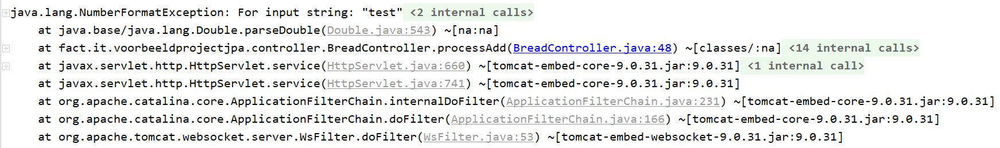 java.lang.NumberFormatException: For input string: "test" <2 internal calls>
at java.base/java.lang.Double.parseDouble(Double.java:543) ~[na:na]
at fact.it.voorbeeldprojectjpa.controller.BreadController.processAdd(BreadController.java:48) ~[classes/:na] <14 internal calls>
at javax.servlet.http.HttpServlet.service(HttpServlet.java:660) ~[tomcat-embed-core-9.0.31.jar:9.0.31] <1 internal call>
at javax.servlet.http.HttpServlet.service(HttpServlet.java:741) ~[tomcat-embed-core-9.0.31.jar:9.0.31]
at org.apache.catalina.core.ApplicationFilterChain.internalDoFilter(ApplicationFilterChain.java:231) ~[tomcat-embed-core-9.0.31.jar:9.0.31]
at org.apache.catalina.core.ApplicationFilterChain.doFilter(ApplicationFilterChain.java:166) ~[tomcat-embed-core-9.0.31.jar:9.0.31]
at org.apache.tomcat.websocket.server.WsFilter.doFilter(WsFilter.java:53) ~[tomcat-embed-websocket-9.0.31.jar:9.0.31]